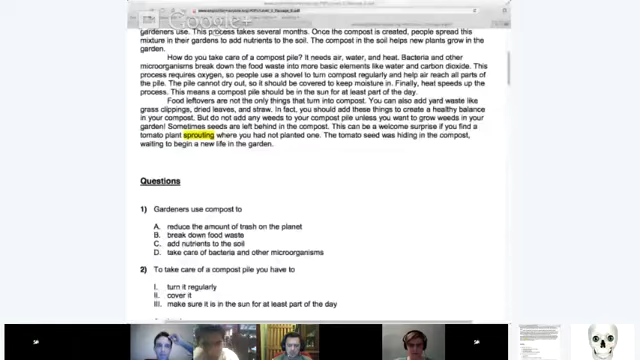 Google+
gardeners use. This process takes several months. Once the compost is created, people spread this
mixture in their gardens to add nutrients to the soil. The compost in the soil helps new plants grow in the
garden.
How do you take care of a compost pile? It needs air, water, and heat. Bacteria and other
microorganisms break down the food waste into more basic elements like water and carbon dioxide. This
process requires oxygen, so people use a shovel to turn compost regularly and help air reach all parts of
the pile. The pile cannot dry out, so it should be covered to keep moisture in. Finally, heat speeds up the
process. This means a compost pile should be in the sun for at least part of the day.
Food leftovers are not the only things that turn into compost. You can also add yard waste like
grass clippings, dried leaves, and straw. In fact, you should add these things to create a healthy balance
in your compost. But do not add any weeds to your compost pile unless you want to grow weeds in your
garden! Sometimes seeds are left behind in the compost. This can be a welcome surprise if you find a
tomato plant sprouting where you had not planted one. The tomato seed was hiding in the compost,
waiting to begin a new life in the garden.
Questions
1) Gardeners use compost to
A. reduce the amount of trash on the planet
B. break down food waste
C. add nutrients to the soil
D. take care of bacteria and other microorganisms
2) To take care of a compost pile you have to
I. turn it regularly
II. cover it
III. make sure it is in the sun for at least part of the day